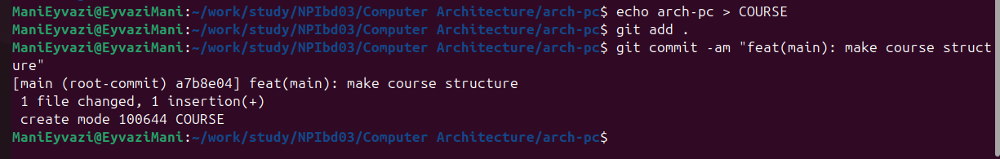 ManiEyvazi@EyvaziMani:~/work/study/NPIbd03/Computer Architecture/arch-pc$ echo arch-pc > COURSE
ManiEyvazi@EyvaziMani:~/work/study/NPIbd03/Computer Architecture/arch-pc$ git add .
ManiEyvazi@EyvaziMani:~/work/study/NPIbd03/Computer Architecture/arch-pc$ git commit -am "feat(main): make course struct
ure"
[main (root-commit) a7b8e04] feat(main): make course structure
 1 file changed, 1 insertion(+)
 create mode 100644 COURSE
ManiEyvazi@EyvaziMani:~/work/study/NPIbd03/Computer Architecture/arch-pc$